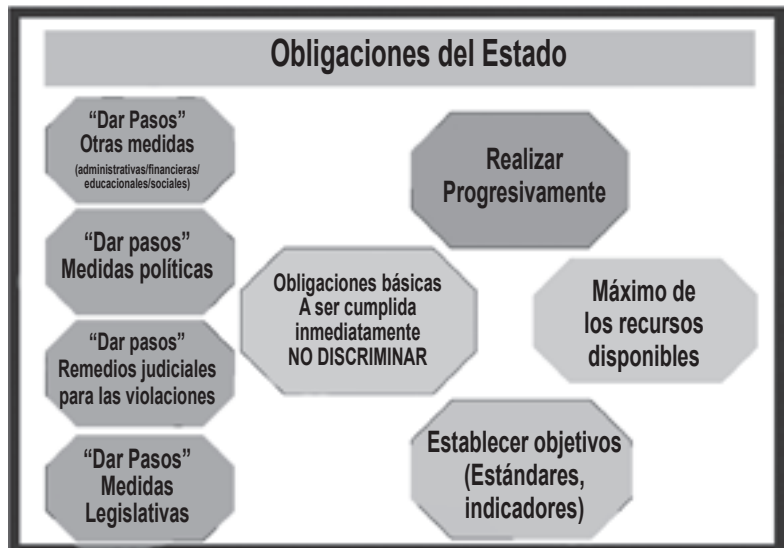 Obligaciones del Estado
“Dar Pasos”
Otras medidas
(administrativas/financieras/
educacionales/sociales)
“Dar pasos”
Medidas políticas
“Dar pasos”
Remedios judiciales
para las violaciones
“Dar Pasos”
Medidas
Legislativas
Obligaciones básicas
A ser cumplida
inmediatamente
NO DISCRIMINAR
Realizar
Progresivamente
Máximo de
los recursos
disponibles
Establecer objetivos
(Estándares,
indicadores)